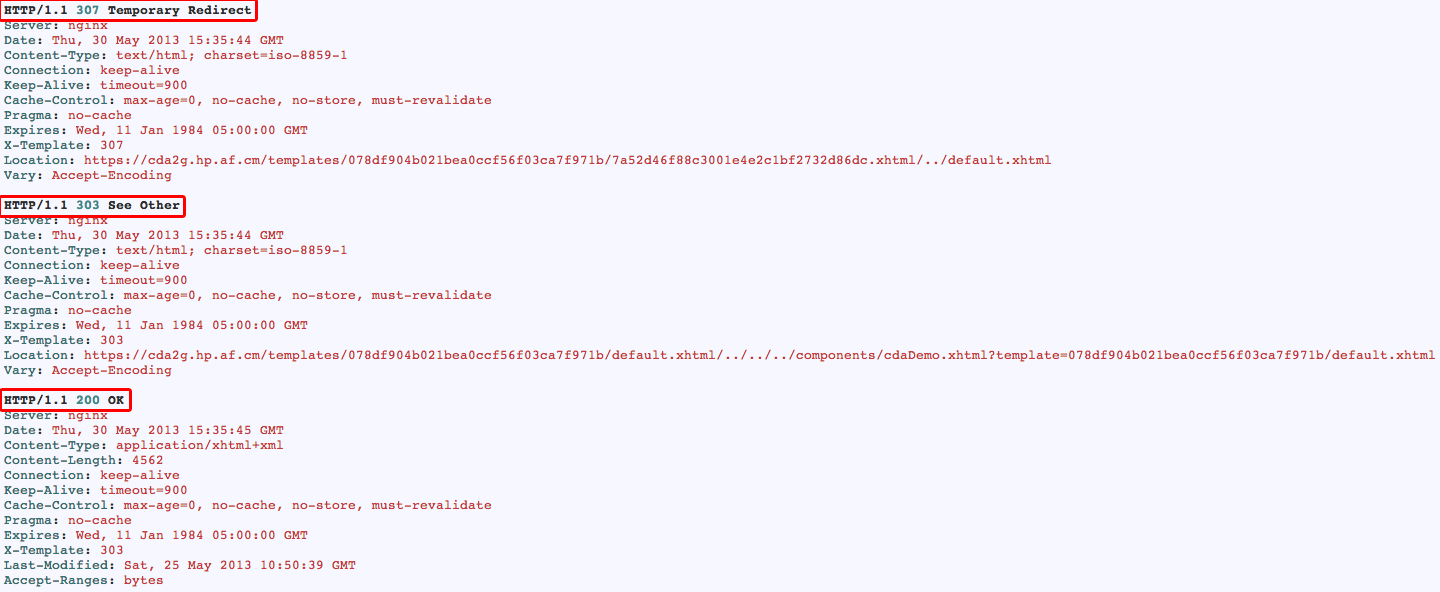 HTTP/1.1 307 Temporary Redirect
Server: nginx
Date: Thu, 30 May 2013 15:35:44 GMT
Content-Type: text/html; charset=iso-8859-1
Connection: keep-alive
Keep-Alive: timeout=900
Cache-Control: max-age=0, no-cache, no-store, must-revalidate
Pragma: no-cache
Expires: Wed, 11 Jan 1984 05:00:00 GMT
X-Template: 307
Location: https://cda2g.hp.af.cm/templates/078df904b021bea0ccf56f03ca7f971b/7a52d46f88c3001e4e2c1bf2732d86dc.xhtml/../default.xhtml
Vary: Accept-Encoding
HTTP/1.1 303 See Other
Server: nginx
Date: Thu, 30 May 2013 15:35:44 GMT
Content-Type: text/html; charset=iso-8859-1
Connection: keep-alive
Keep-Alive: timeout=900
Cache-Control: max-age=0, no-cache, no-store, must-revalidate
Pragma: no-cache
Expires: Wed, 11 Jan 1984 05:00:00 GMT
X-Template: 303
Location: https://cda2g.hp.af.cm/templates/078df904b021bea0ccf56f03ca7f971b/default.xhtml/../../../components/cdaDemo.xhtml?template=078df904b021bea0ccf56f03ca7f971b/default.xhtml
Vary: Accept-Encoding
HTTP/1.1 200 OK
Server: nginx
Date: Thu, 30 May 2013 15:35:45 GMT
Content-Type: application/xhtml+xml
Content-Length: 4562
Connection: keep-alive
Keep-Alive: timeout=900
Cache-Control: max-age=0, no-cache, no-store, must-revalidate
Pragma: no-cache
Expires: Wed, 11 Jan 1984 05:00:00 GMT
X-Template: 303
Last-Modified: Sat, 25 May 2013 10:50:39 GMT
Accept-Ranges: bytes